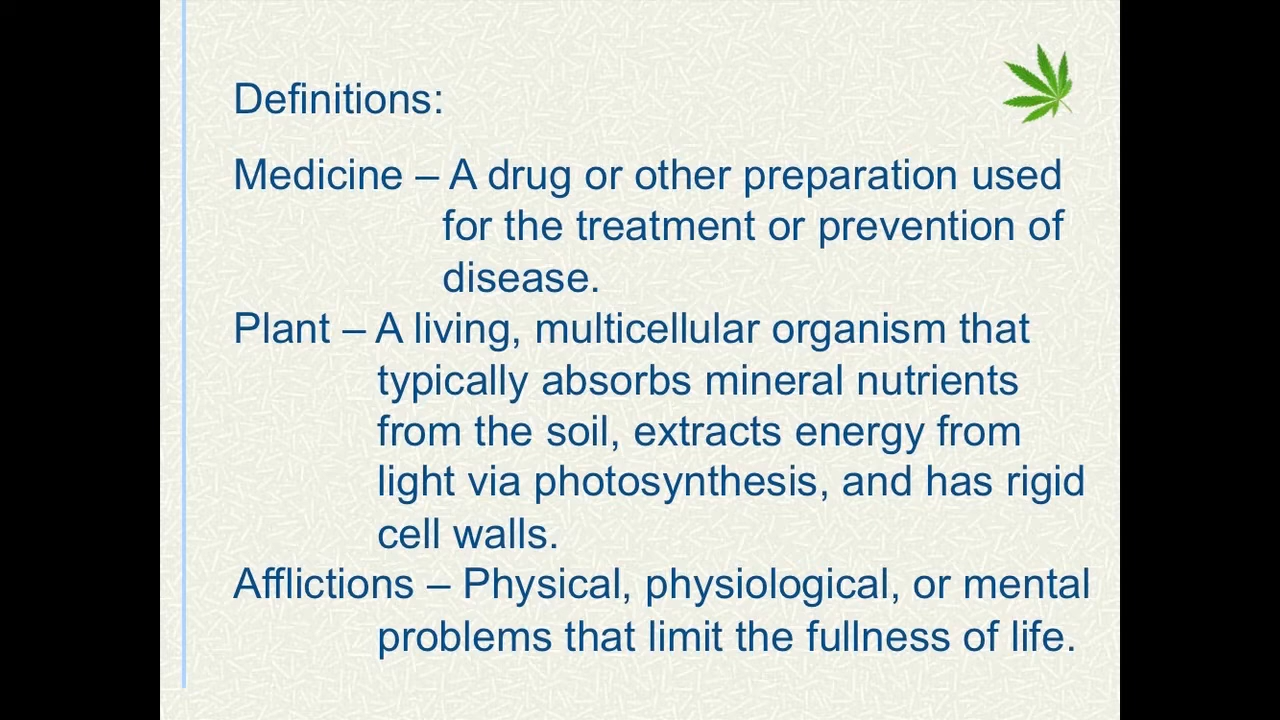 Definitions:
Medicine – A drug or other preparation used
for the treatment or prevention of
disease.
Plant – A living, multicellular organism that
typically absorbs mineral nutrients
from the soil, extracts energy from
light via photosynthesis, and has rigid
cell walls.
Afflictions – Physical, physiological, or mental
problems that limit the fullness of life.